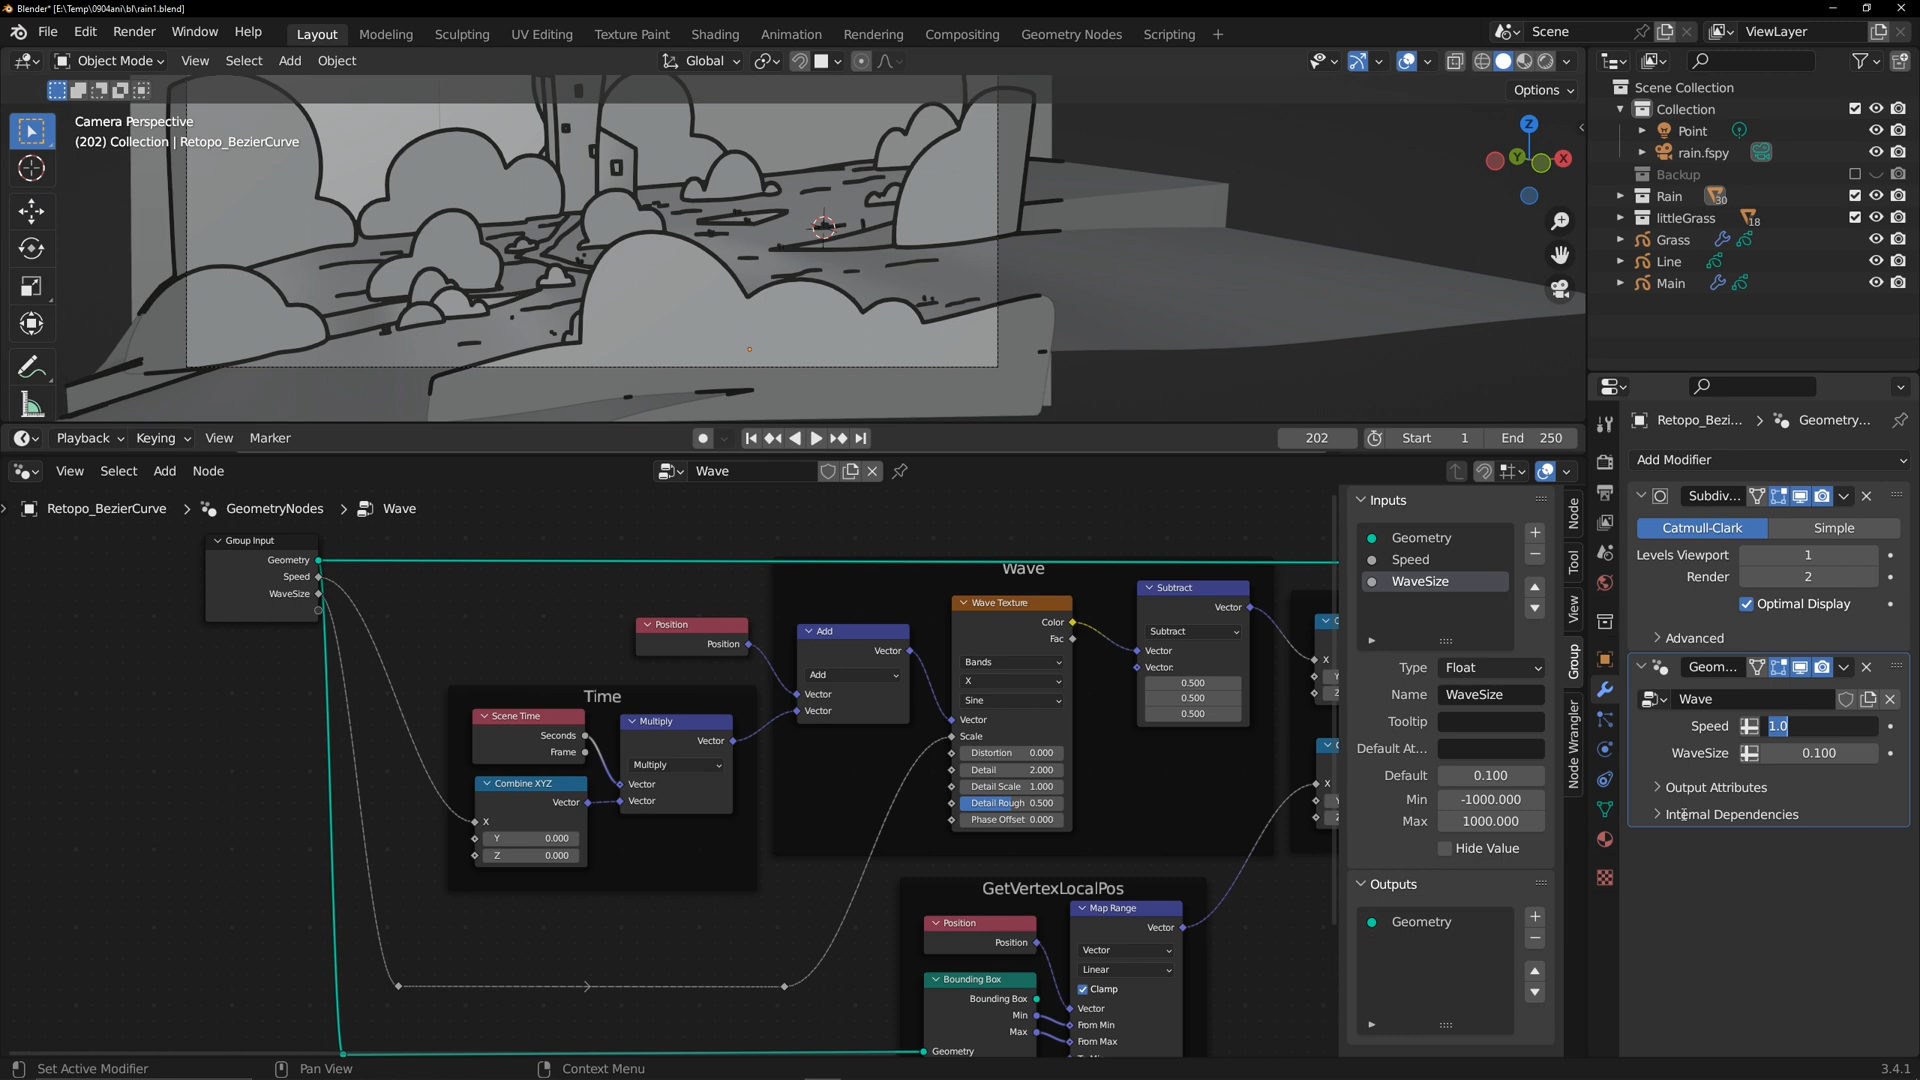 Blender* [E:\Temp\0904ani\bl\rain1.blend]
File Edit Render Window Help Layout Modeling Sculpting UV Editing Texture Paint Shading Animation Rendering Compositing Geometry Nodes Scripting + Scene ViewLayer
Object Mode View Select Add Object Global
Options
Camera Perspective
(202) Collection | Retopo_BezierCurve
Z
Y X
Scene Collection
Collection
Point
rain.fspy
Backup
Rain 30
littleGrass 18
Grass
Line
Main
Playback Keying View Marker 202 Start 1 End 250
View Select Add Node Wave
Retopo_BezierCurve GeometryNodes Wave
Group Input
Geometry
Speed
WaveSize
Time
Scene Time
Seconds
Frame
Combine XYZ
Vector
X
Y 0.000
Z 0.000
Multiply
Vector
Multiply
Vector
Vector
Position
Position
Add
Vector
Add
Vector
Vector
Wave
Wave Texture
Color
Fac
Bands
X
Sine
Vector
Scale
Distortion 0.000
Detail 2.000
Detail Scale 1.000
Detail Rough 0.500
Phase Offset 0.000
Subtract
Vector
Subtract
Vector
Vector:
0.500
0.500
0.500
X
X
GetVertexLocalPos
Position
Position
Bounding Box
Bounding Box
Min
Max
Geometry
Map Range
Vector
Vector
Linear
Clamp
Vector
From Min
From Max
Inputs
Geometry
Speed
WaveSize
Type Float
Name WaveSize
Tooltip
Default At...
Default 0.100
Min -1000.000
Max 1000.000
Hide Value
Outputs
Geometry
Node
Tool
View
Group
Node Wrangler
Retopo_Bezi... Geometry...
Add Modifier
Subdiv...
Catmull-Clark Simple
Levels Viewport 1
Render 2
Optimal Display
Advanced
Geom...
Wave
Speed 1.0
WaveSize 0.100
Output Attributes
Internal Dependencies
Set Active Modifier Pan View Context Menu 3.4.1